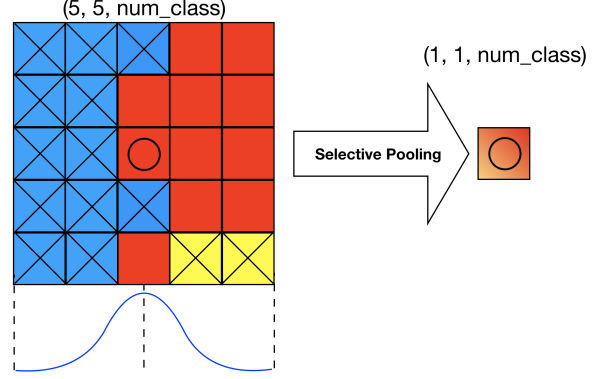 (5, 5, num_class)
(1, 1, num_class)
Selective Pooling